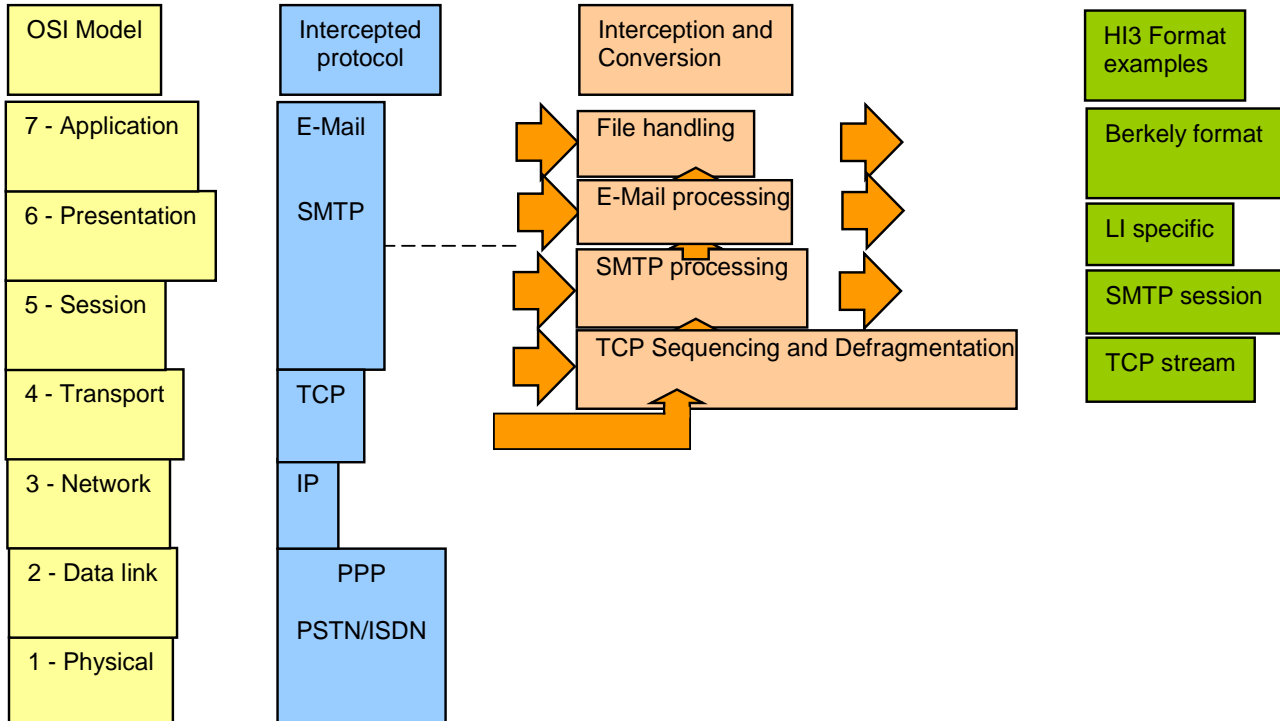 OSI Model
Intercepted
protocol
Interception and
Conversion
HI3 Format
examples
7 - Application
E-Mail
File handling
Berkely format
6 - Presentation
SMTP
E-Mail processing
LI specific
5 - Session
SMTP processing
SMTP session
TCP Sequencing and Defragmentation
TCP stream
4 - Transport
TCP
3 - Network
IP
2 - Data link
PPP
PSTN/ISDN
1 - Physical